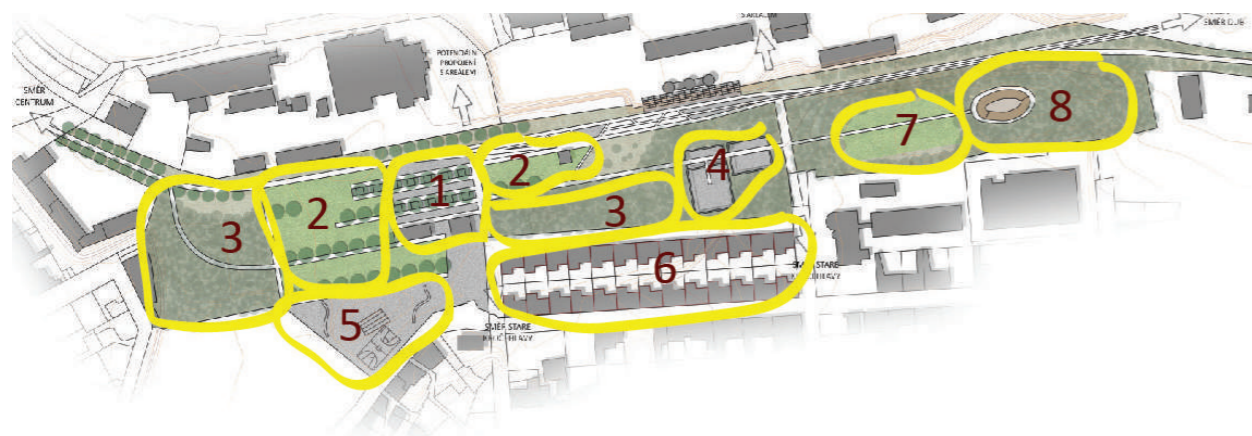 S AREÁLEM
SMĚR DUB
POTENCIÁLNÍ
PROPOJENÍ
S AREÁLEM
SMĚR
CENTRUM
8
7
2
4
1
2
3
3
6
5
SMĚR STARÉ
SMĚR STARÉ